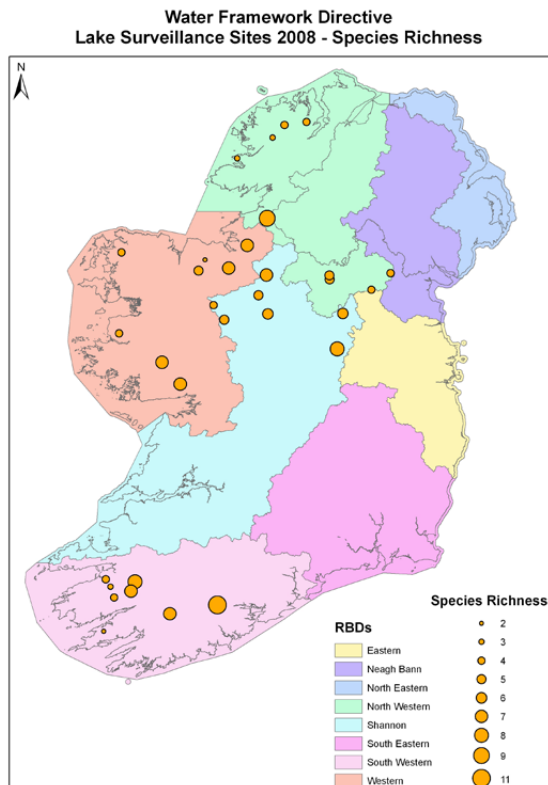 Water Framework Directive
Lake Surveillance Sites 2008 - Species Richness
N
Species Richness
2
3
4
5
6
7
8
9
11
RBDs
Eastern
Neagh Bann
North Eastern
North Western
Shannon
South Eastern
South Western
Western